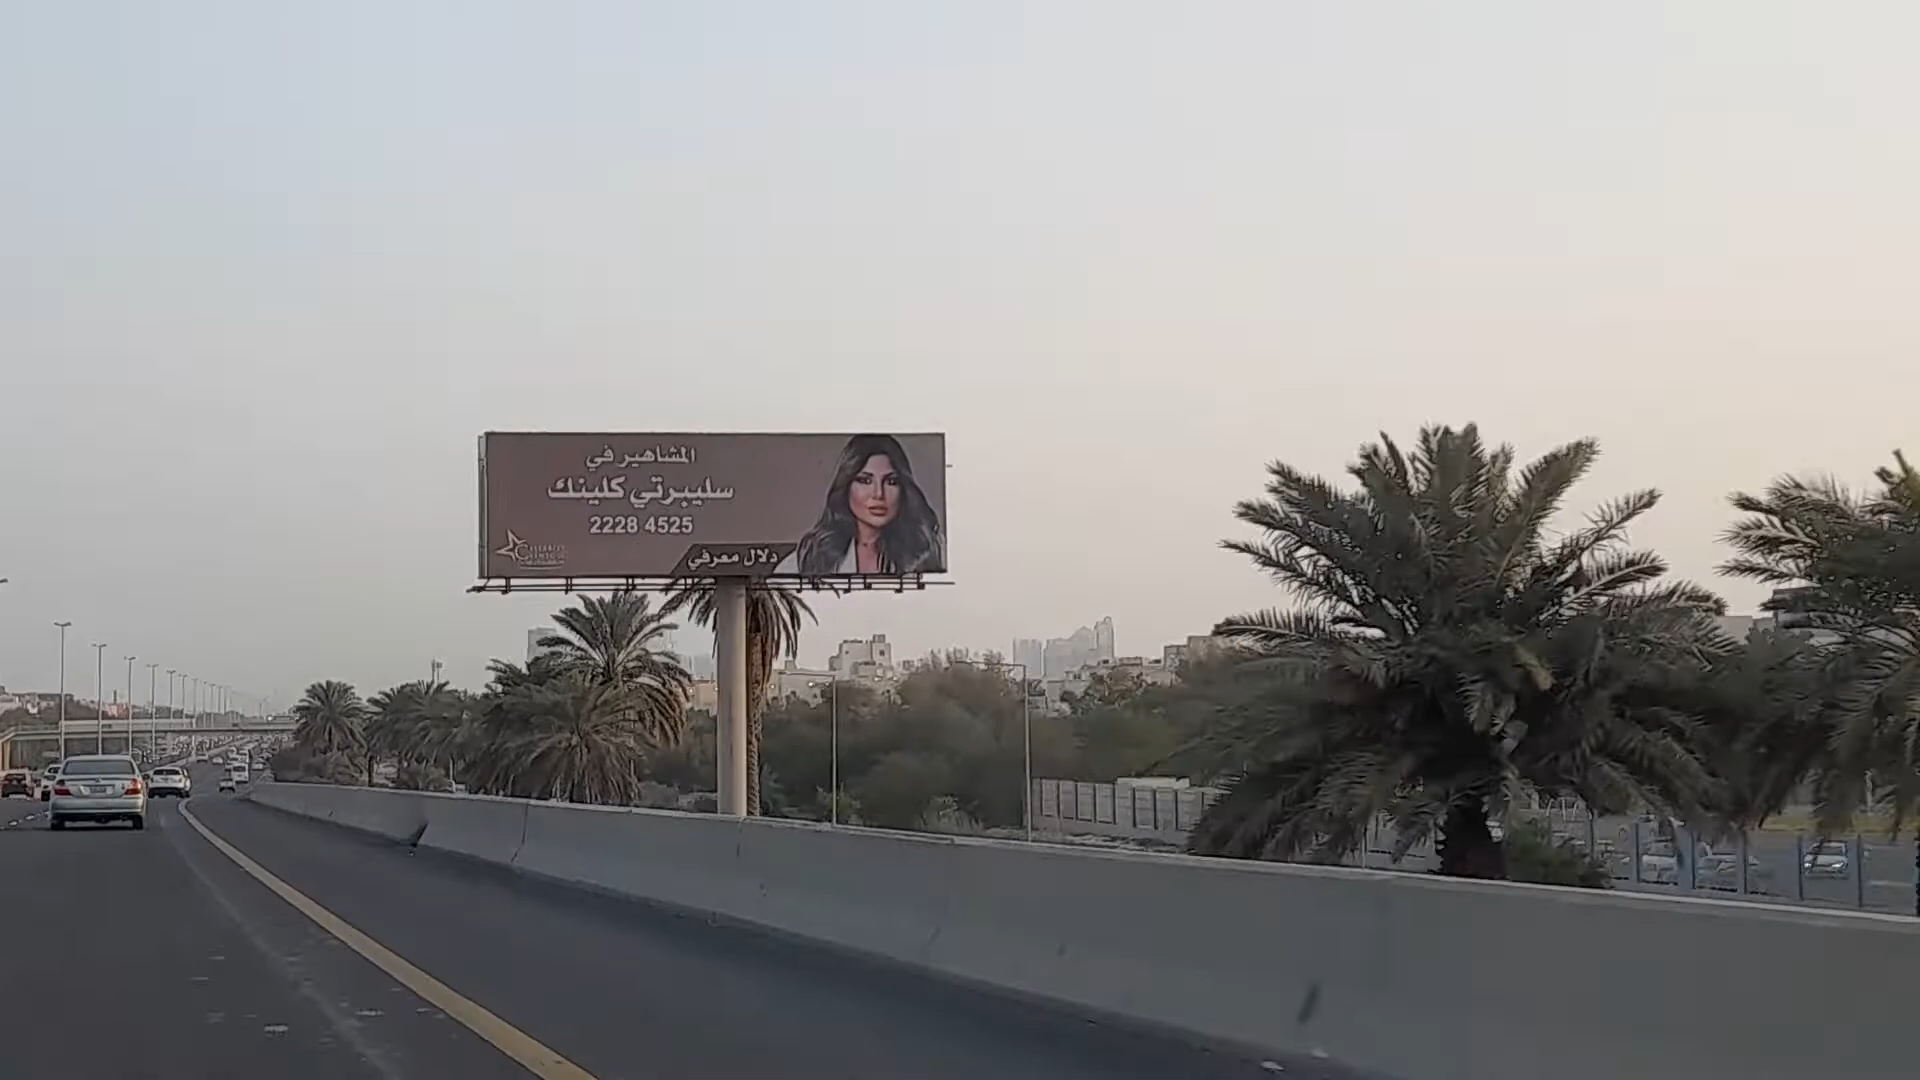 المشاهير في
سليبرتي كلينك
2228 4525
دلال معرفي